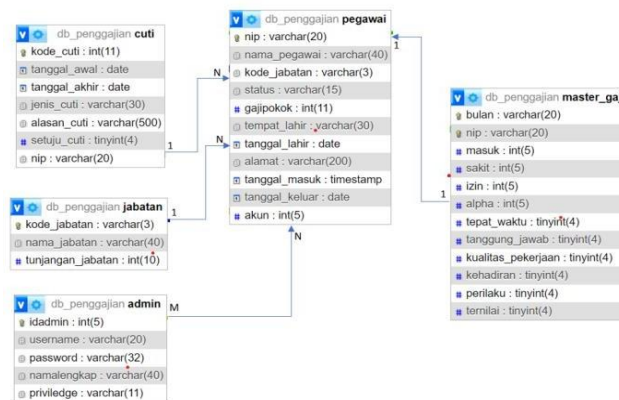 db_penggajian cuti
kode_cuti : int(11)
tanggal_awal : date
tanggal_akhir : date
jenis_cuti : varchar(30)
alasan_cuti : varchar(500)
setuju_cuti : tinyint(4)
nip : varchar(20)
1
N
db_penggajian jabatan
kode_jabatan : varchar(3)
nama_jabatan : varchar(40)
tunjangan_jabatan : int(10)
1
N
db_penggajian admin
idadmin : int(5)
username : varchar(20)
password : varchar(32)
namalengkap : varchar(40)
priviledge : varchar(11)
M
N
db_penggajian pegawai
nip : varchar(20)
nama_pegawai : varchar(40)
kode_jabatan : varchar(3)
status : varchar(15)
gajipokok : int(11)
tempat_lahir : varchar(30)
tanggal_lahir : date
alamat : varchar(200)
tanggal_masuk : timestamp
tanggal_keluar : date
akun : int(5)
1
1
db_penggajian master_gaj
bulan : varchar(20)
nip : varchar(20)
masuk : int(5)
sakit : int(5)
izin : int(5)
alpha : int(5)
tepat_waktu : tinyint(4)
tanggung_jawab : tinyint(4)
kualitas_pekerjaan : tinyint(4)
kehadiran : tinyint(4)
perilaku : tinyint(4)
ternilai : tinyint(4)